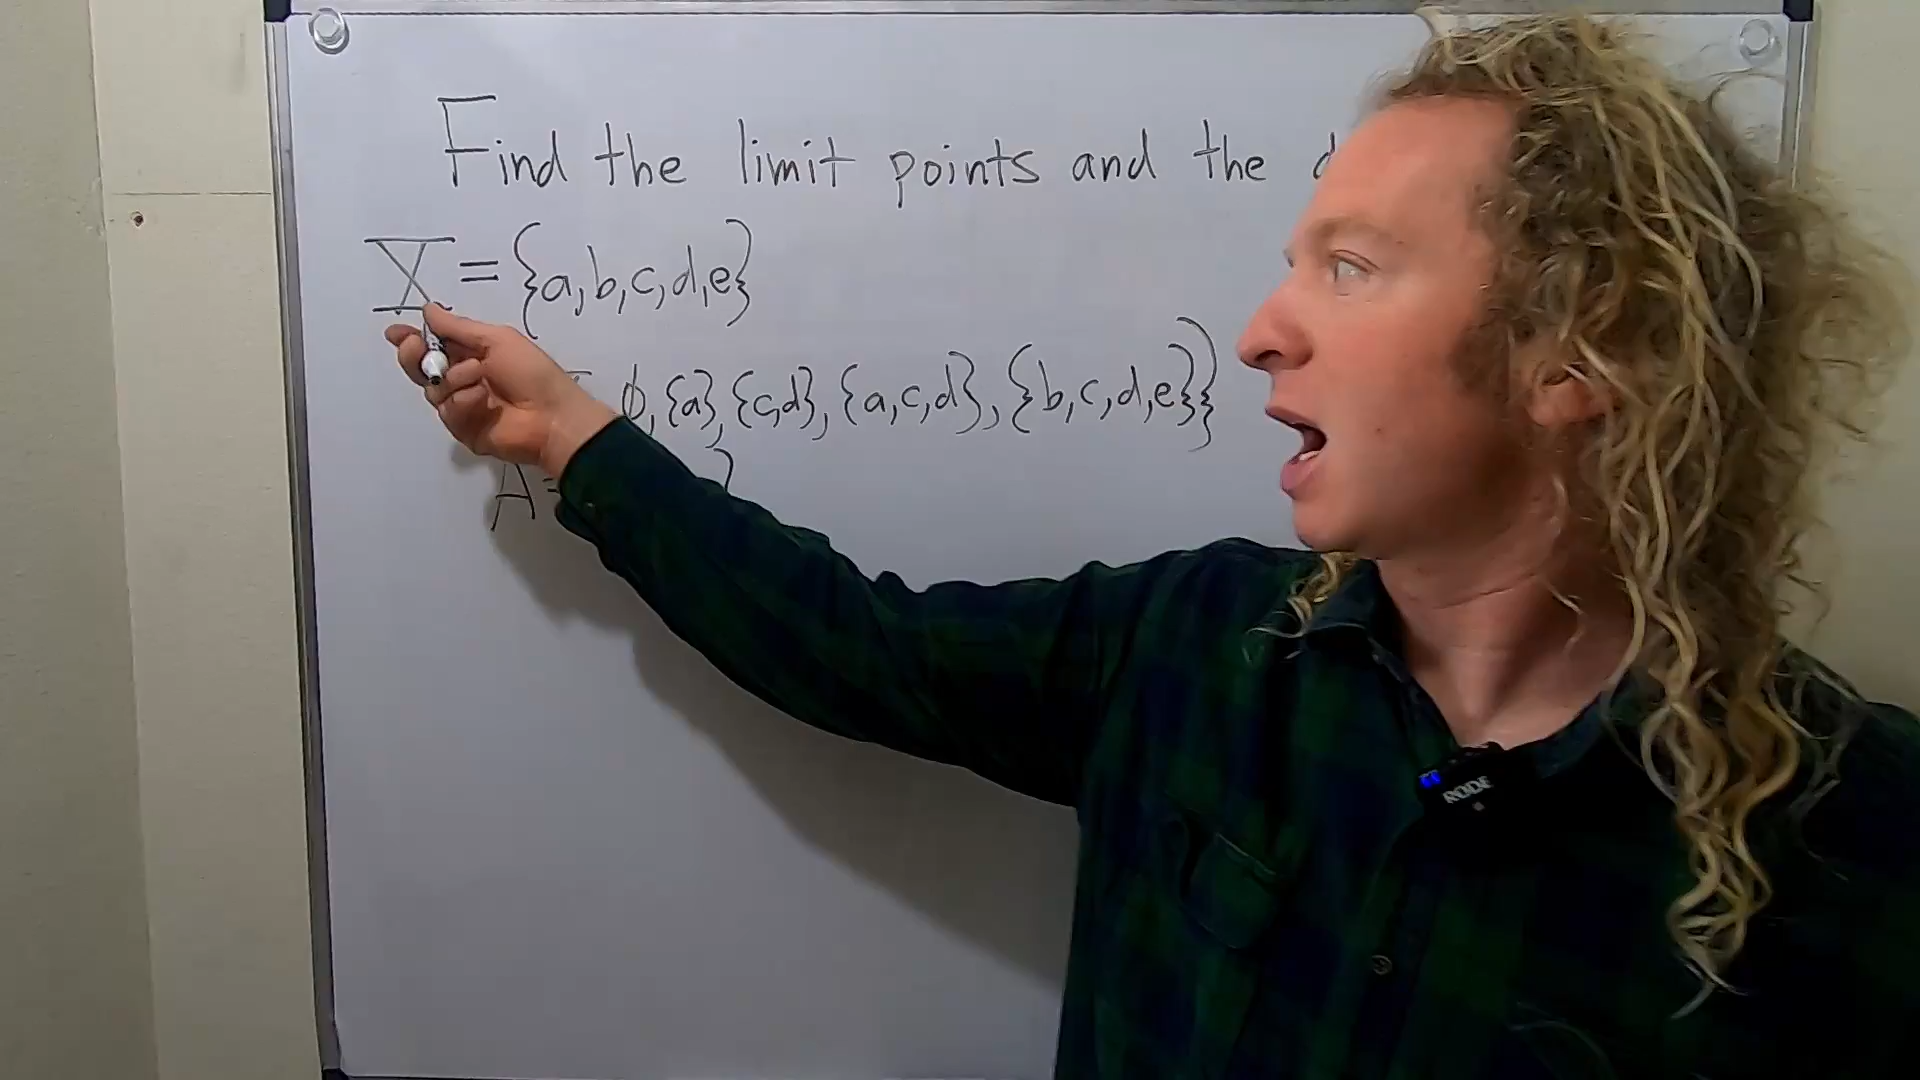 Find the limit points and the
X = {a,b,c,d,e}
ϕ, {a}, {c,d}, {a,c,d}, {b,c,d,e}}
A =
RODE